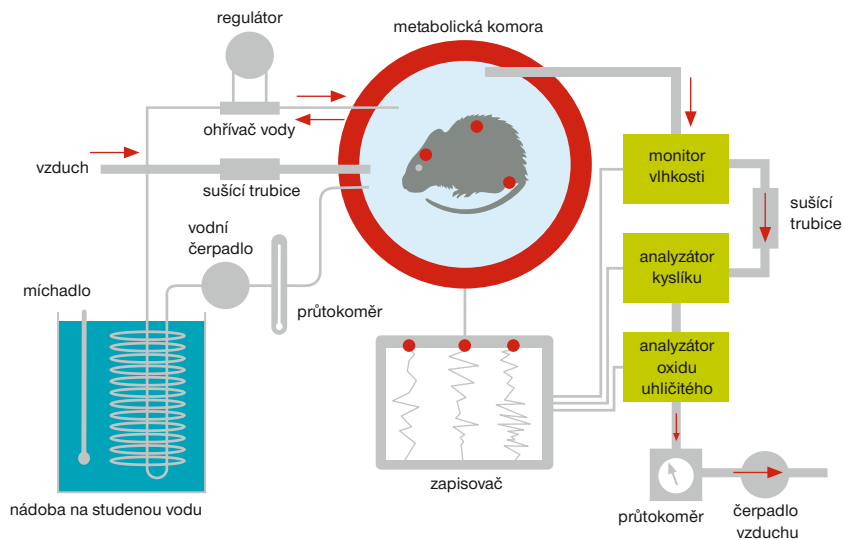 regulátor
metabolická komora
ohřívač vody
vzduch
sušící trubice
monitor
vlhkosti
sušící
trubice
vodní
čerpadlo
analyzátor
kyslíku
míchadlo
průtokoměr
analyzátor
oxidu
uhličitého
zapisovač
nádoba na studenou vodu
průtokoměr
čerpadlo
vzduchu